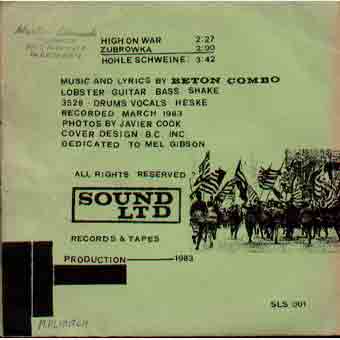 HIGH ON WAR 2:27
ZUBROWKA 2:00
HOHLE SCHWEINE: 3:42
MUSIC AND LYRICS BY BETON COMBO
LOBSTER GUITAR BASS SHAKE
3528 - DRUMS VOCALS HESKE
RECORDED MARCH 1983
PHOTOS BY JAVIER COOK
COVER DESIGN B.C. INC
DEDICATED TO MEL GIBSON
ALL RIGHTS RESERVED ?
SOUND
LTD
RECORDS & TAPES
PRODUCTION 1983
SLS 001